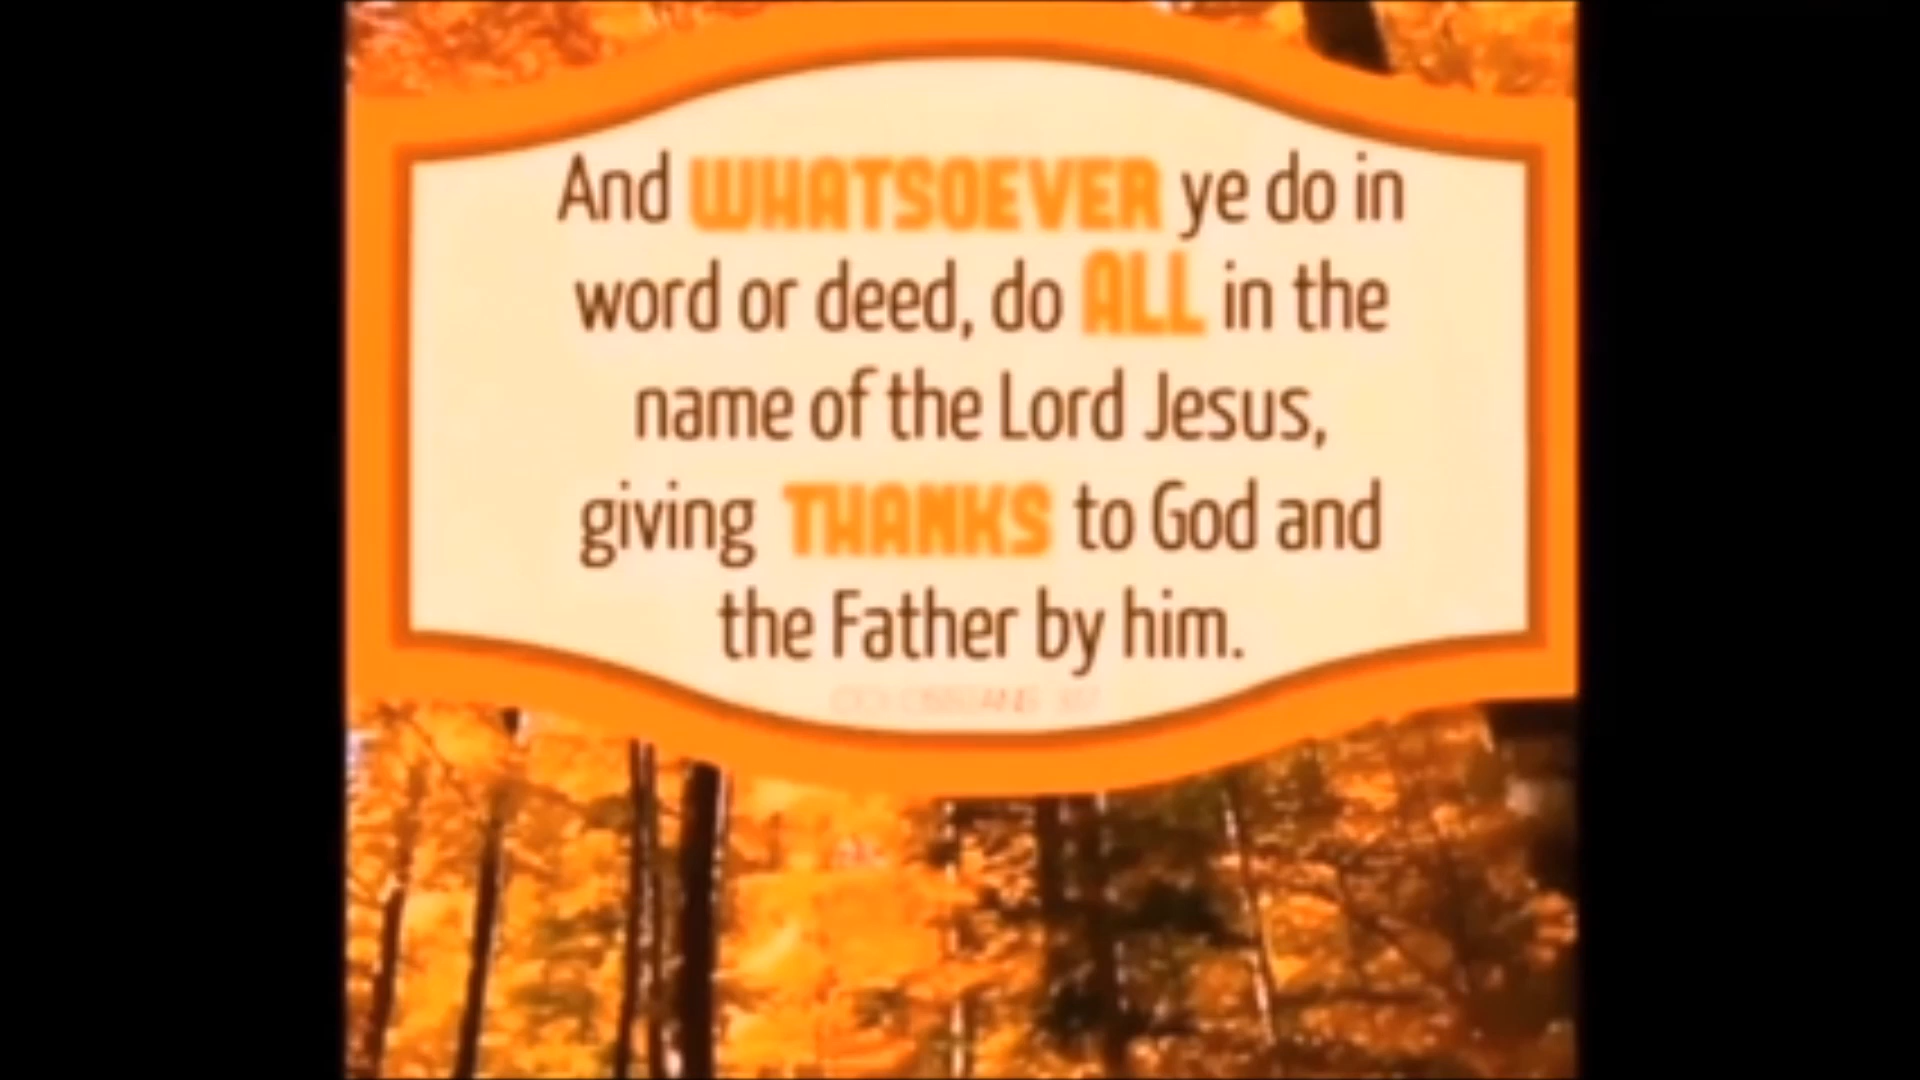 And WHATSOEVER ye do in
word or deed, do ALL in the
name of the Lord Jesus,
giving THANKS to God and
the Father by him.